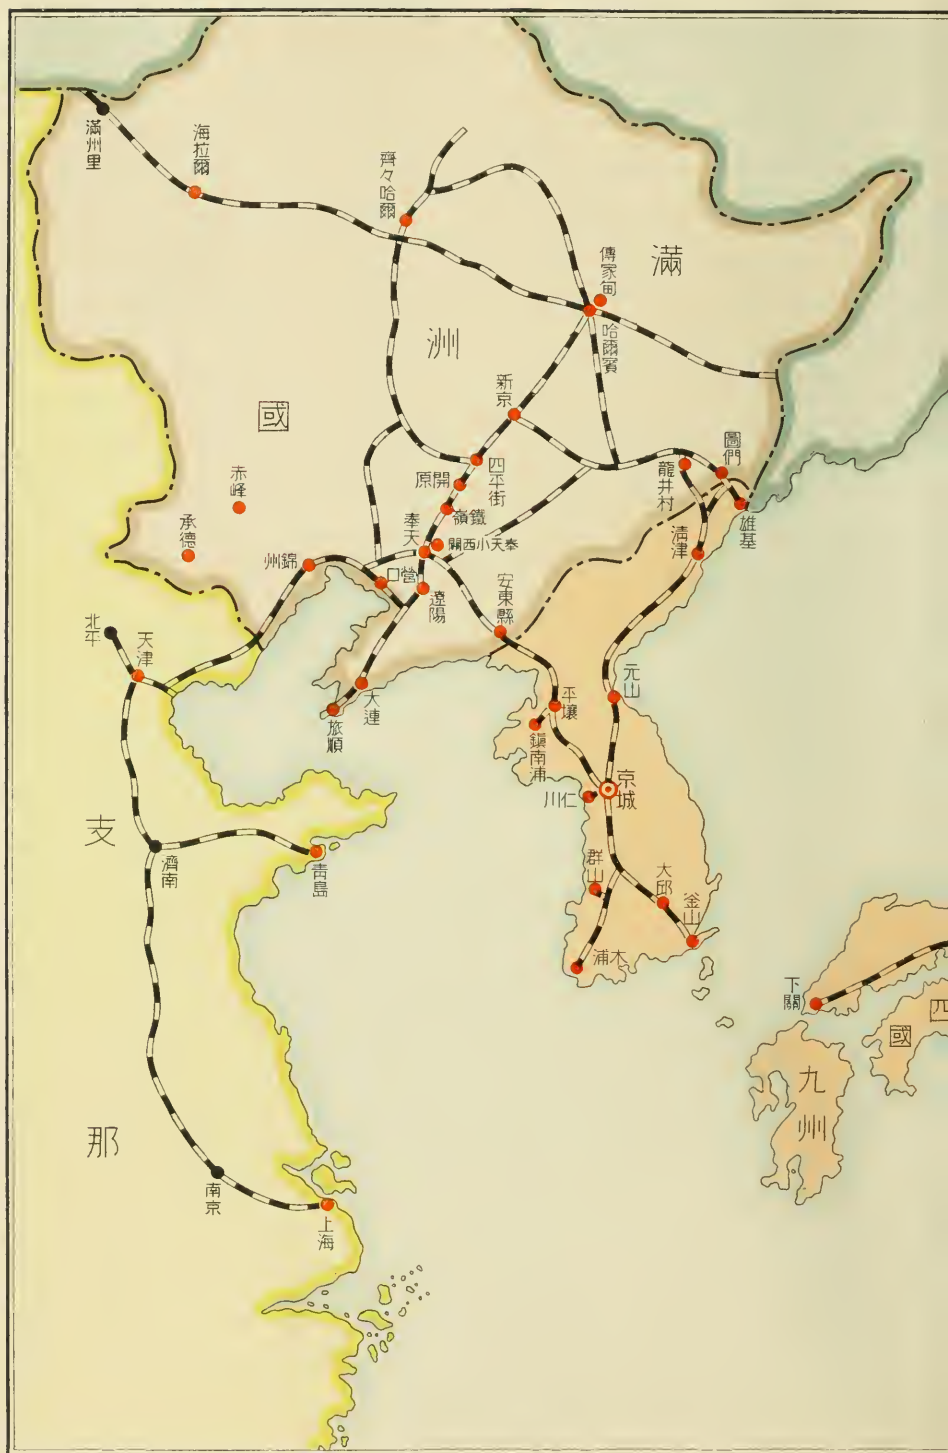 滿
洲
國
滿州里
海拉爾
齊々哈爾
傅家甸
哈爾賓
新京
四平街
原開
嶺鐵
奉天
關西小天奉
遼陽
口營
州錦
赤峰
承德
安東縣
圖們
龍井村
雄基
清津
北平
天津
大連
旅順
元山
平壤
鎭南浦
京城
川仁
群山
大邱
釜山
浦木
支
那
濟南
靑島
南京
上海
下關
四
國
九
州